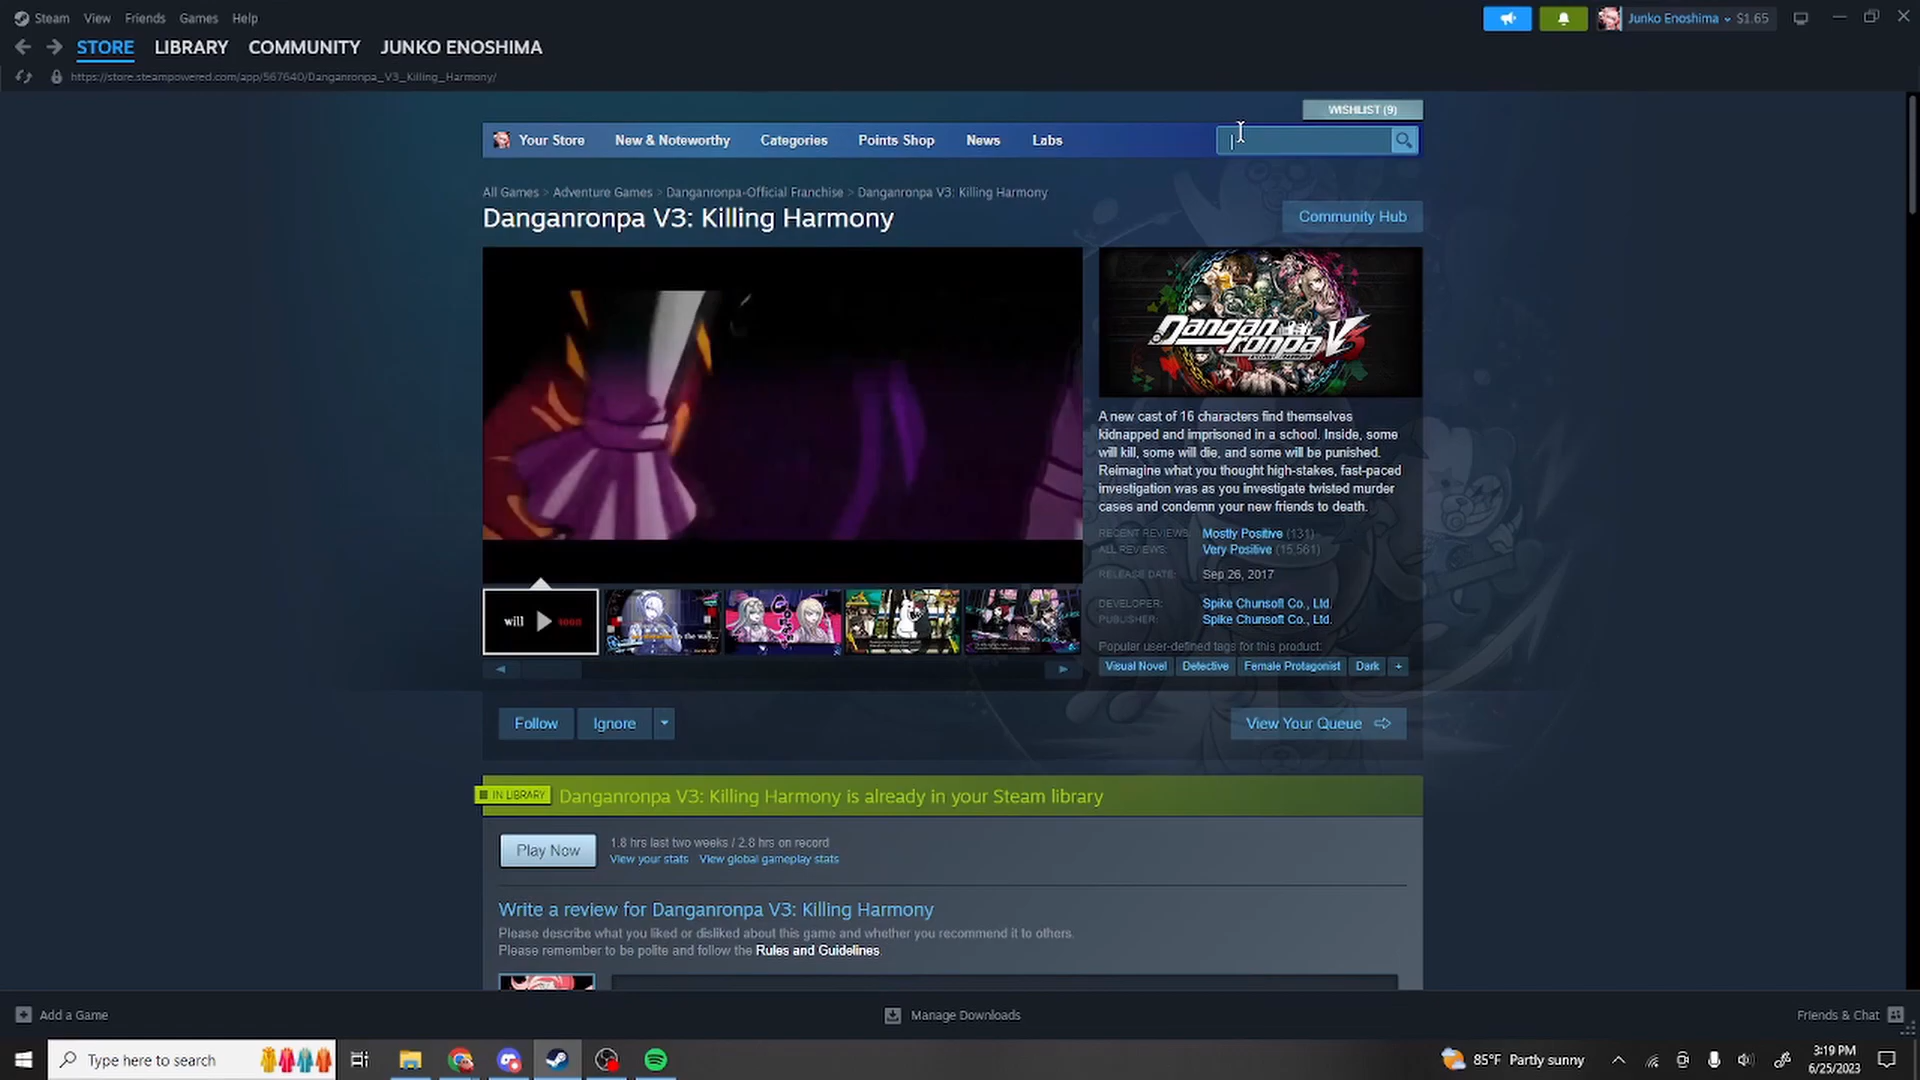 Steam View Friends Games Help
Junko Enoshima $1.65
STORE LIBRARY COMMUNITY JUNKO ENOSHIMA
https://store.steampowered.com/app/567640/Danganronpa_V3_Killing_Harmony/
WISHLIST (9)
Your Store New & Noteworthy Categories Points Shop News Labs
All Games > Adventure Games > Danganronpa-Official Franchise > Danganronpa V3: Killing Harmony
Danganronpa V3: Killing Harmony
Community Hub
Dangan
ronpa V3
A new cast of 16 characters find themselves
kidnapped and imprisoned in a school. Inside, some
will kill, some will die, and some will be punished.
Reimagine what you thought high-stakes, fast-paced
investigation was as you investigate twisted murder
cases and condemn your new friends to death.
RECENT REVIEWS: Mostly Positive (131)
ALL REVIEWS: Very Positive (15,561)
RELEASE DATE: Sep 26, 2017
DEVELOPER: Spike Chunsoft Co., Ltd.
PUBLISHER: Spike Chunsoft Co., Ltd.
Popular user-defined tags for this product:
Visual Novel Detective Female Protagonist Dark +
will soon
Follow Ignore
View Your Queue
IN LIBRARY Danganronpa V3: Killing Harmony is already in your Steam library
Play Now
1.8 hrs last two weeks / 2.8 hrs on record
View your stats View global gameplay stats
Write a review for Danganronpa V3: Killing Harmony
Please describe what you liked or disliked about this game and whether you recommend it to others.
Please remember to be polite and follow the Rules and Guidelines
Add a Game
Manage Downloads
Friends & Chat
Type here to search
85°F Partly sunny
3:19 PM
6/25/2023